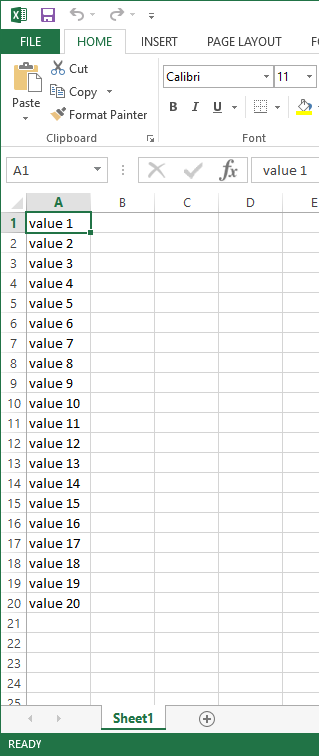 FILE HOME INSERT PAGE LAYOUT F
Paste
Cut
Copy
Format Painter
Clipboard
Calibri 11
B I U
Font
A1 fx value 1
A B C D E
1 value 1
2 value 2
3 value 3
4 value 4
5 value 5
6 value 6
7 value 7
8 value 8
9 value 9
10 value 10
11 value 11
12 value 12
13 value 13
14 value 14
15 value 15
16 value 16
17 value 17
18 value 18
19 value 19
20 value 20
21
22
23
24
25
Sheet1
READY